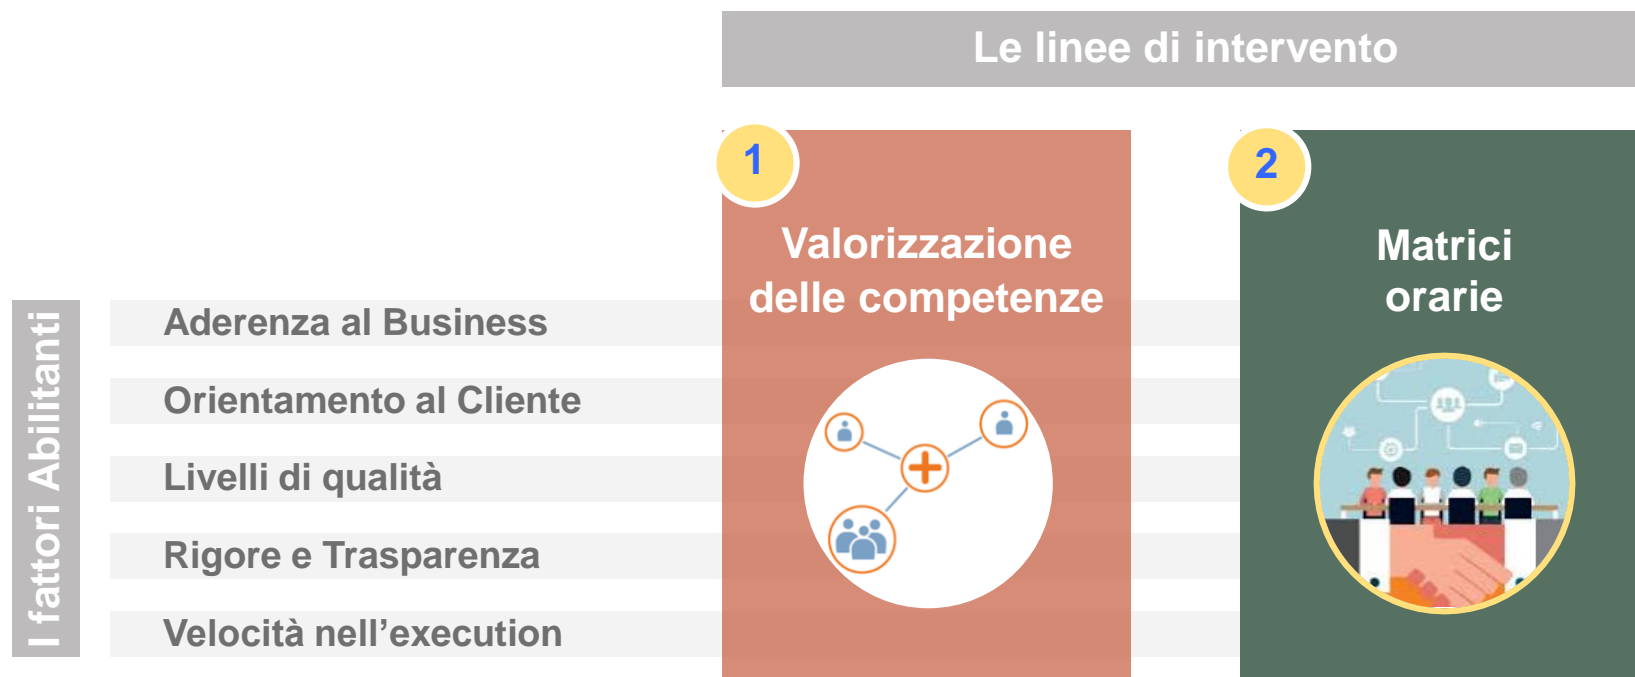 Le linee di intervento
1
2
Valorizzazione
delle competenze
Matrici
orarie
I fattori Abilitanti
Aderenza al Business
Orientamento al Cliente
Livelli di qualità
Rigore e Trasparenza
Velocità nell’execution